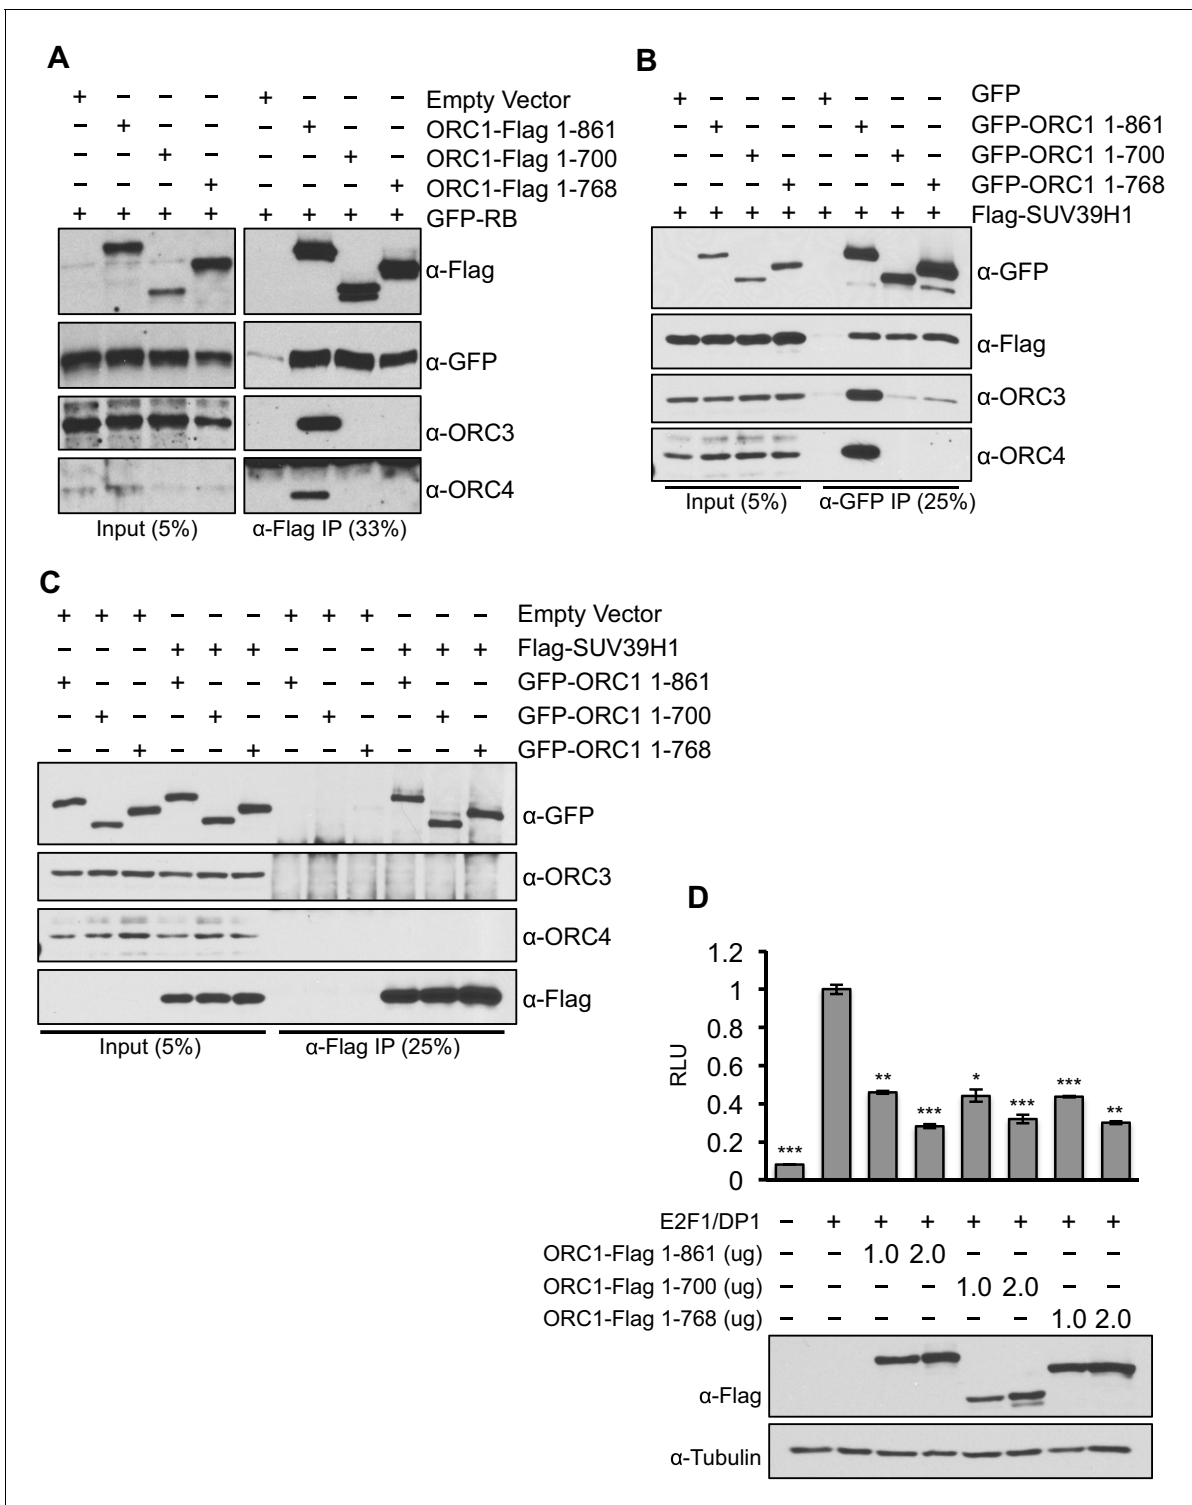 A
+ – – – + – – – Empty Vector
– + – – – + – – ORC1-Flag 1-861
– – + – – – + – ORC1-Flag 1-700
– – – + – – – + ORC1-Flag 1-768
+ + + + + + + + GFP-RB
α-Flag
α-GFP
α-ORC3
α-ORC4
Input (5%) α-Flag IP (33%)
B
+ – – – + – – – GFP
– + – – – + – – GFP-ORC1 1-861
– – + – – – + – GFP-ORC1 1-700
– – – + – – – + GFP-ORC1 1-768
+ + + + + + + + Flag-SUV39H1
α-GFP
α-Flag
α-ORC3
α-ORC4
Input (5%) α-GFP IP (25%)
C
+ + + – – – + + + – – – Empty Vector
– – – + + + – – – + + + Flag-SUV39H1
+ – – + – – + – – + – – GFP-ORC1 1-861
– + – – + – – + – – + – GFP-ORC1 1-700
– – + – – + – – + – – + GFP-ORC1 1-768
α-GFP
α-ORC3
α-ORC4
α-Flag
Input (5%) α-Flag IP (25%)
D
1.2
1
0.8
0.6
0.4
0.2
0
RLU
*** ** *** * *** *** **
E2F1/DP1 – + + + + + + +
ORC1-Flag 1-861 (ug) – – 1.0 2.0 – – – –
ORC1-Flag 1-700 (ug) – – – – 1.0 2.0 – –
ORC1-Flag 1-768 (ug) – – – – – – 1.0 2.0
α-Flag
α-Tubulin